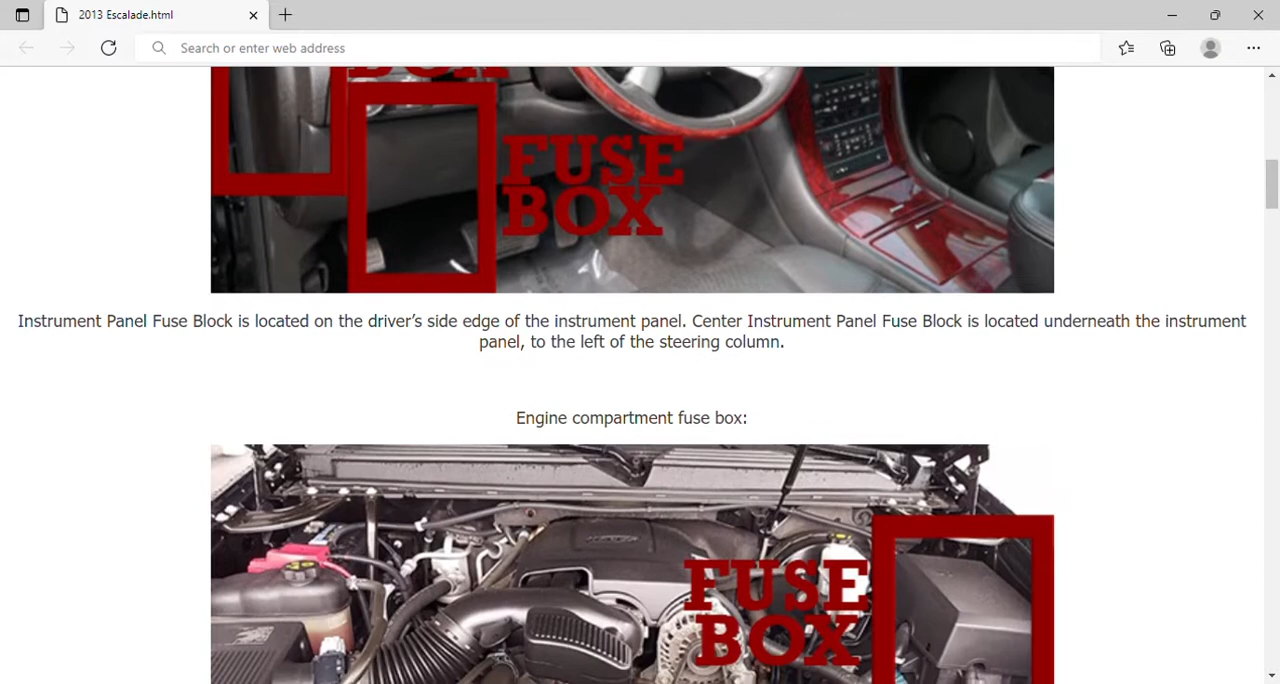 2013 Escalade.html
Search or enter web address
BOX
FUSE
BOX
Instrument Panel Fuse Block is located on the driver’s side edge of the instrument panel. Center Instrument Panel Fuse Block is located underneath the instrument
panel, to the left of the steering column.
Engine compartment fuse box:
FUSE
BOX